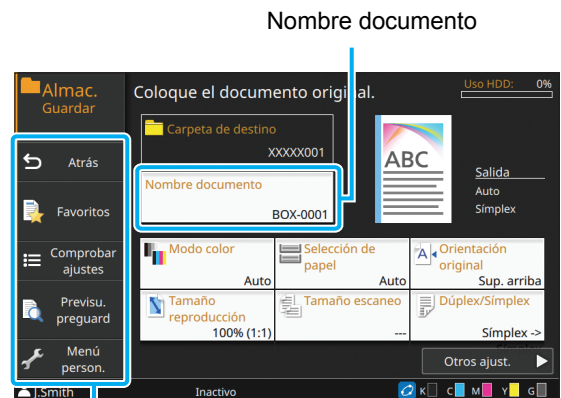 Nombre documento
Almac.
Guardar
Coloque el documento original.
Uso HDD: 0%
Carpeta de destino
XXXXX001
Nombre documento
BOX-0001
ABC
Salida
Auto
Símplex
Atrás
Favoritos
Comprobar
ajustes
Previsu.
preguard
Menú
person.
Modo color
Auto
Selección de
papel
Auto
Orientación
original
Sup. arriba
Tamaño
reproducción
100% (1:1)
Tamaño escaneo
---
Dúplex/Símplex
Símplex ->
Otros ajust.
J.Smith
Inactivo
K C M Y G